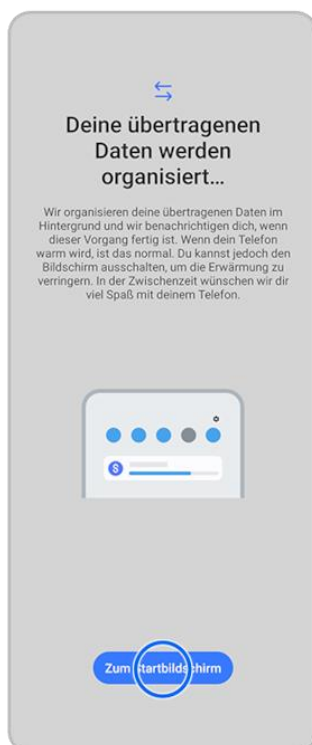 Deine übertragenen
Daten werden
organisiert...
Wir organisieren deine übertragenen Daten im
Hintergrund und wir benachrichtigen dich, wenn
dieser Vorgang fertig ist. Wenn dein Telefon
warm wird, ist das normal. Du kannst jedoch den
Bildschirm ausschalten, um die Erwärmung zu
verringern. In der Zwischenzeit wünschen wir dir
viel Spaß mit deinem Telefon.
S
Zum Startbildschirm